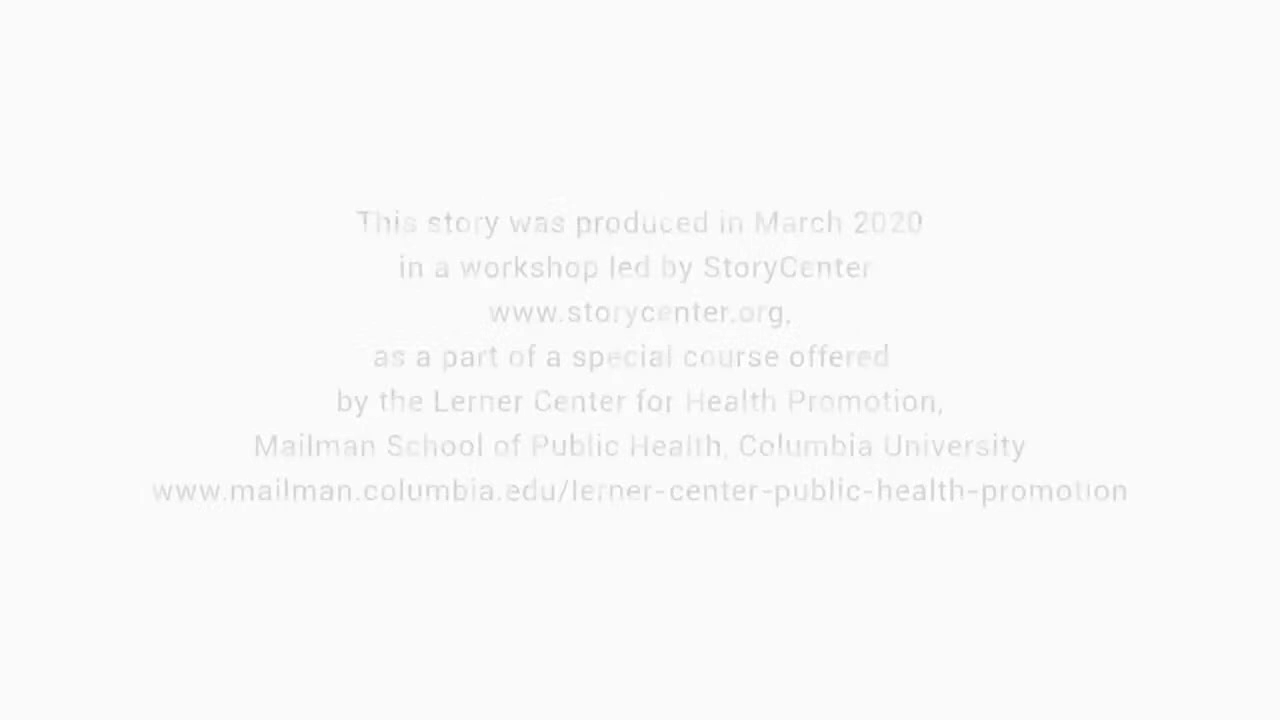 This story was produced in March 2020
in a workshop led by StoryCenter
www.storycenter.org,
as a part of a special course offered
by the Lerner Center for Health Promotion,
Mailman School of Public Health, Columbia University
www.mailman.columbia.edu/lerner-center-public-health-promotion